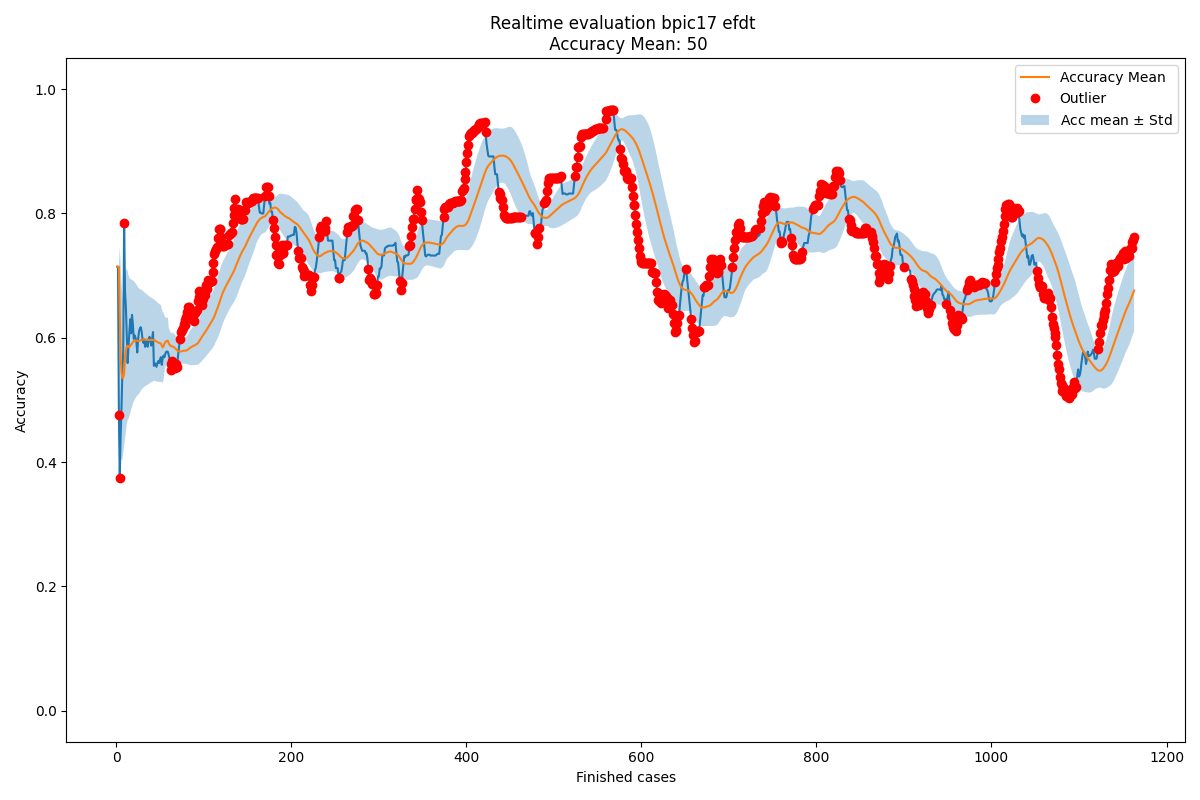 Realtime evaluation bpic17 efdt
Accuracy Mean: 50
Accuracy Mean
Outlier
Acc mean ± Std
1.0
0.8
0.6
0.4
0.2
0.0
Accuracy
0
200
400
600
800
1000
1200
Finished cases